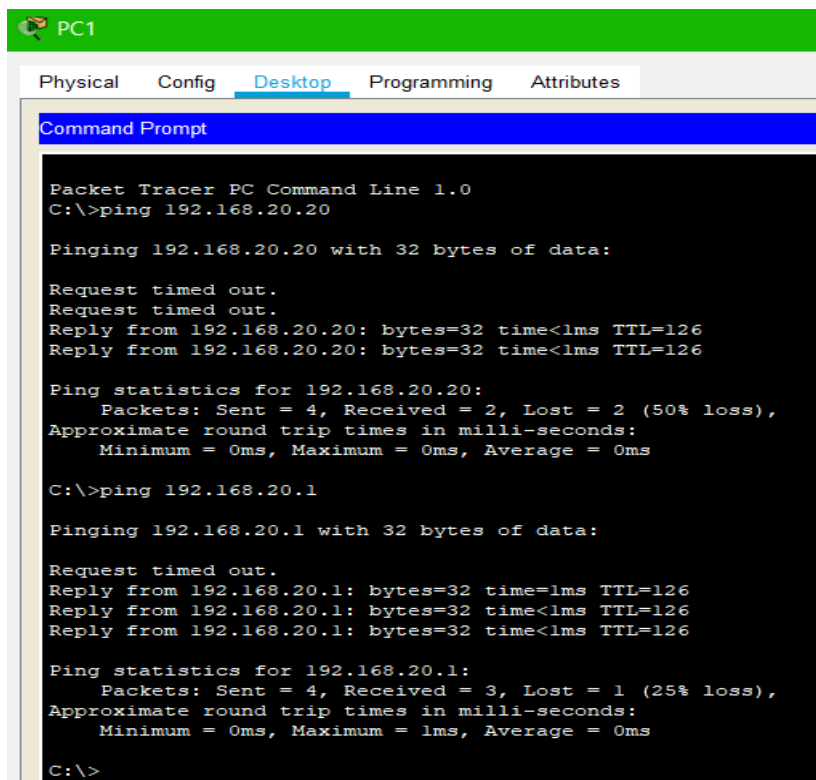 PC1
Physical Config Desktop Programming Attributes
Command Prompt
Packet Tracer PC Command Line 1.0
C:\>ping 192.168.20.20
Pinging 192.168.20.20 with 32 bytes of data:
Request timed out.
Request timed out.
Reply from 192.168.20.20: bytes=32 time<1ms TTL=126
Reply from 192.168.20.20: bytes=32 time<1ms TTL=126
Ping statistics for 192.168.20.20:
Packets: Sent = 4, Received = 2, Lost = 2 (50% loss),
Approximate round trip times in milli-seconds:
Minimum = 0ms, Maximum = 0ms, Average = 0ms
C:\>ping 192.168.20.1
Pinging 192.168.20.1 with 32 bytes of data:
Request timed out.
Reply from 192.168.20.1: bytes=32 time=1ms TTL=126
Reply from 192.168.20.1: bytes=32 time<1ms TTL=126
Reply from 192.168.20.1: bytes=32 time<1ms TTL=126
Ping statistics for 192.168.20.1:
Packets: Sent = 4, Received = 3, Lost = 1 (25% loss),
Approximate round trip times in milli-seconds:
Minimum = 0ms, Maximum = 1ms, Average = 0ms
C:\>